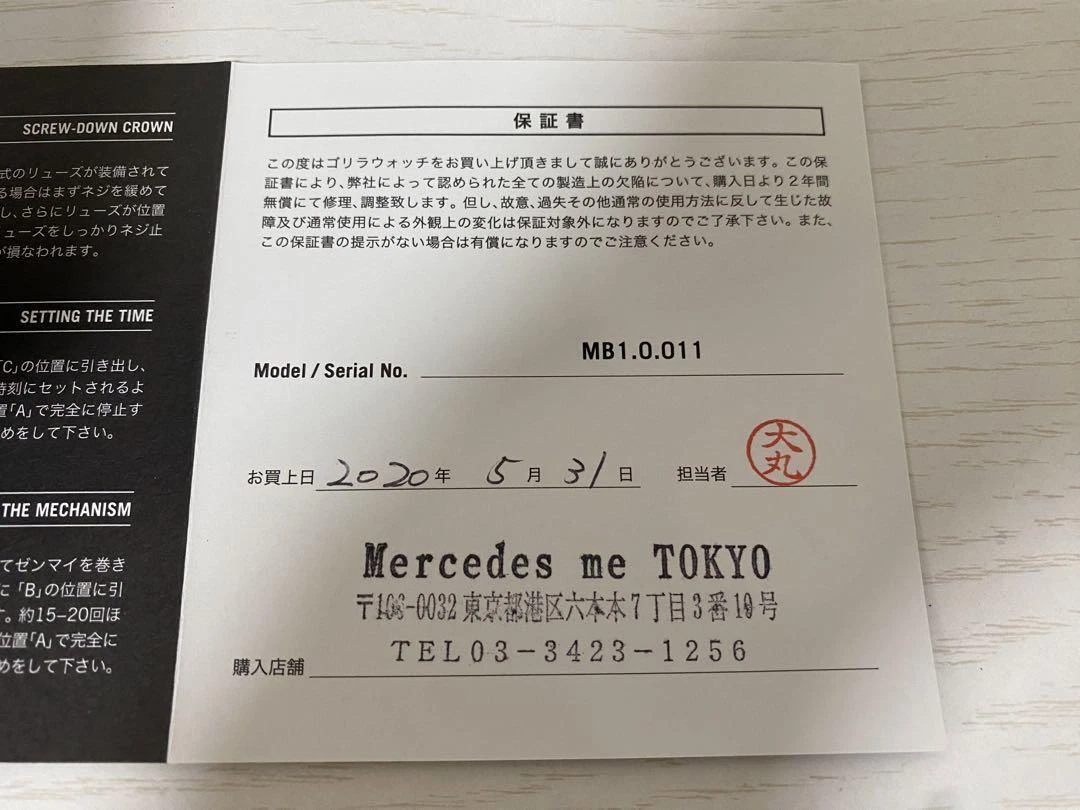 SCREW-DOWN CROWN
式のリューズが装備されて
る場合はまずネジを緩めて
し、さらにリューズが位置
ューズをしっかりネジ止
が損なわれます。
SETTING THE TIME
「C」の位置に引き出し、
時刻にセットされるよ
置「A」で完全に停止す
めをして下さい。
THE MECHANISM
てゼンマイを巻き
に「B」の位置に引
す。約15–20回ほ
位置「A」で完全に
めをして下さい。
保証書
この度はゴリラウォッチをお買い上げ頂きまして誠にありがとうございます。この保
証書により、弊社によって認められた全ての製造上の欠陥について、購入日より2年間
無償にて修理、調整致します。但し、故意、過失その他通常の使用方法に反して生じた故
障及び通常使用による外観上の変化は保証対象外になりますのでご了承下さい。また、
この保証書の提示がない場合は有償になりますのでご注意ください。
Model / Serial No. MB1.0.011
お買上日 2020年 5月 31日 担当者 大丸
Mercedes me TOKYO
〒106-0032 東京都港区六本木7丁目3番10号
TEL03-3423-1256
購入店舗